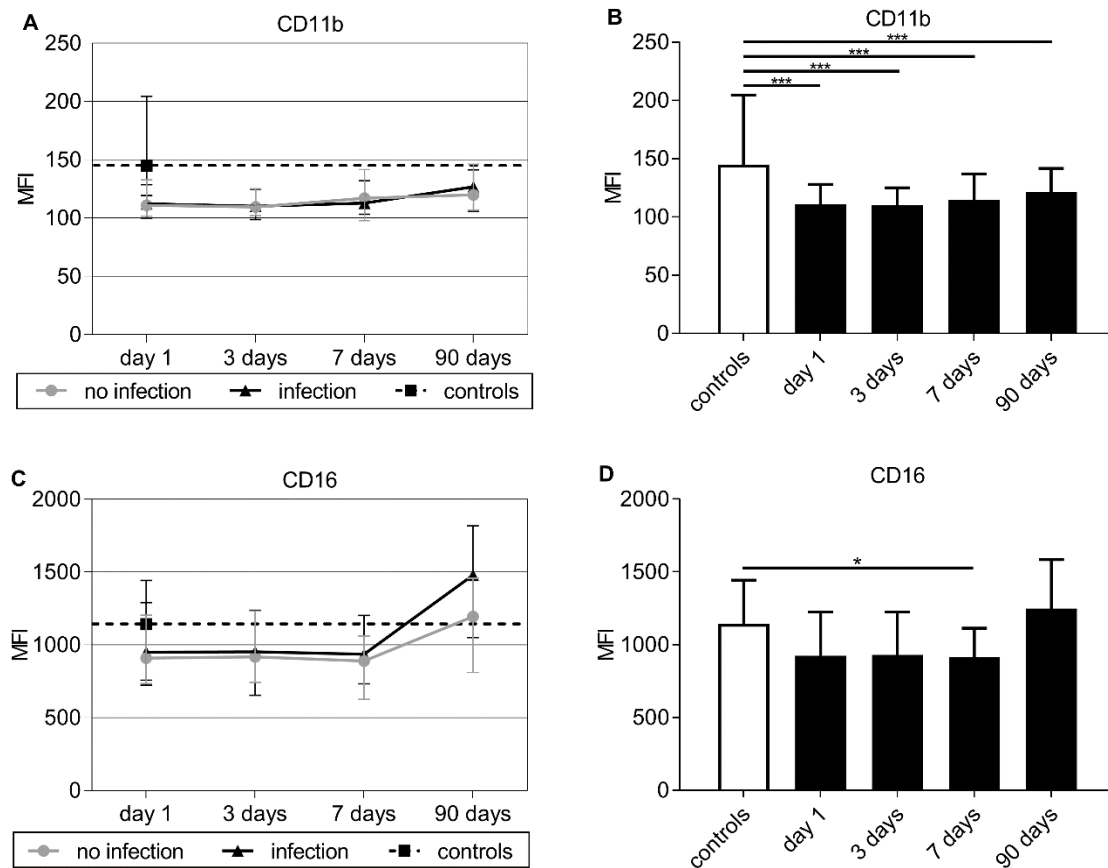 A
CD11b
250
200
150
100
50
0
MFI
day 1 3 days 7 days 90 days
no infection infection controls
B
CD11b
250
200
150
100
50
0
MFI
***
***
***
***
controls day 1 3 days 7 days 90 days
C
CD16
2000
1500
1000
500
0
MFI
day 1 3 days 7 days 90 days
no infection infection controls
D
CD16
2000
1500
1000
500
0
MFI
*
controls day 1 3 days 7 days 90 days